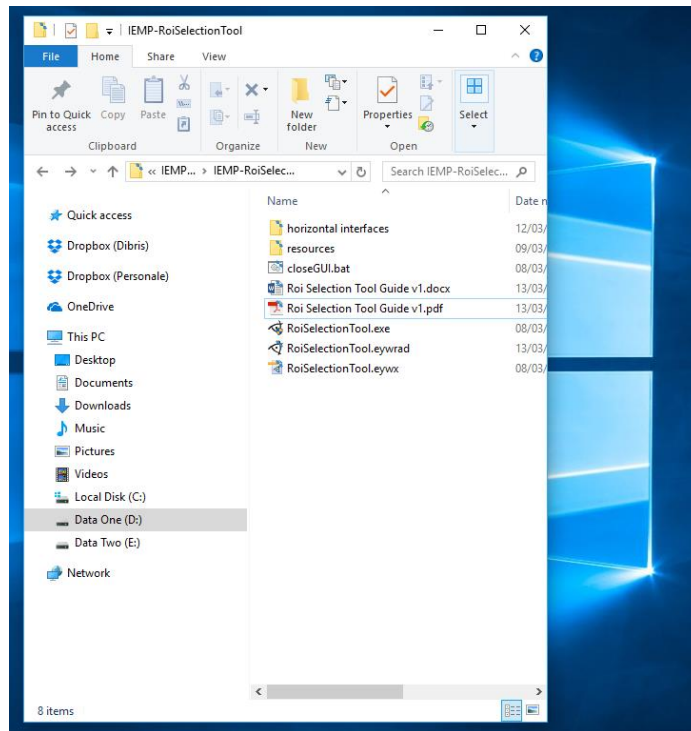 IEMP-RoiSelectionTool
File Home Share View
Pin to Quick access Copy Paste New folder Properties Select
Clipboard Organize New Open
« IEMP... › IEMP-RoiSelec... Search IEMP-RoiSelec...
Name Date n
Quick access
Dropbox (Dibris)
Dropbox (Personale)
OneDrive
This PC
Desktop
Documents
Downloads
Music
Pictures
Videos
Local Disk (C:)
Data One (D:)
Data Two (E:)
Network
horizontal interfaces 12/03/
resources 09/03/
closeGUI.bat 08/03/
Roi Selection Tool Guide v1.docx 13/03/
Roi Selection Tool Guide v1.pdf 13/03/
RoiSelectionTool.exe 08/03/
RoiSelectionTool.eywrad 13/03/
RoiSelectionTool.eywx 08/03/
8 items